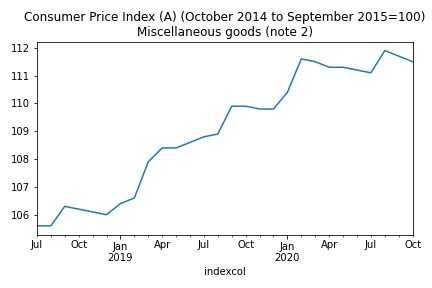 Consumer Price Index (A) (October 2014 to September 2015=100)
Miscellaneous goods (note 2)
112
111
110
109
108
107
106
Jul Oct Jan Apr Jul Oct Jan Apr Jul Oct
2019 2020
indexcol